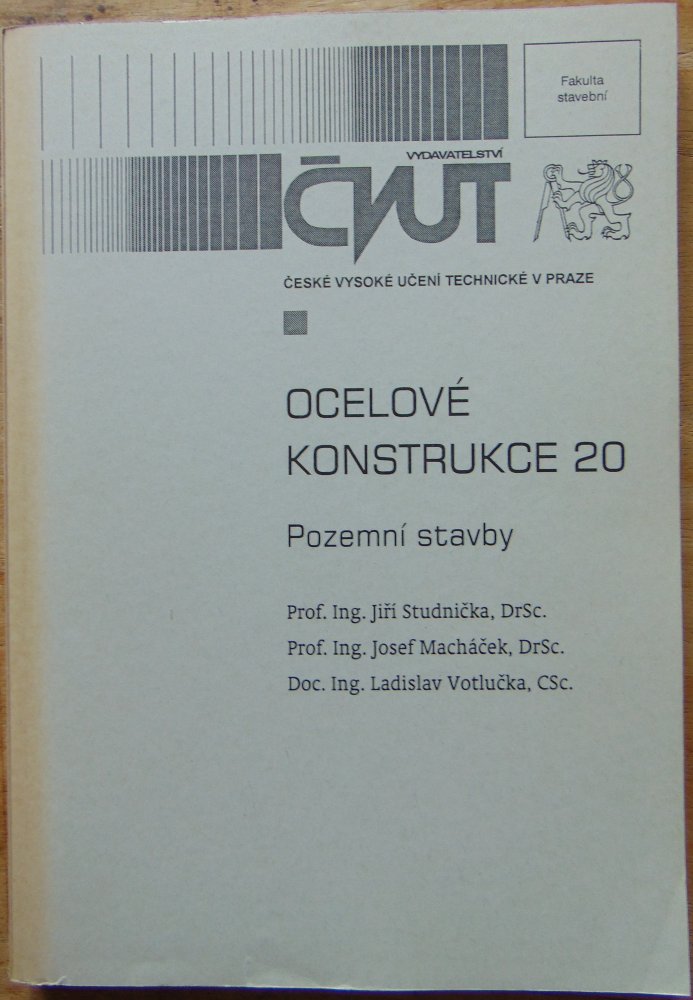 Fakulta
stavební
VYDAVATELSTVÍ
ČVUT
ČESKÉ VYSOKÉ UČENÍ TECHNICKÉ V PRAZE
OCELOVÉ
KONSTRUKCE 20
Pozemní stavby
Prof. Ing. Jiří Studnička, DrSc.
Prof. Ing. Josef Macháček, DrSc.
Doc. Ing. Ladislav Votlučka, CSc.